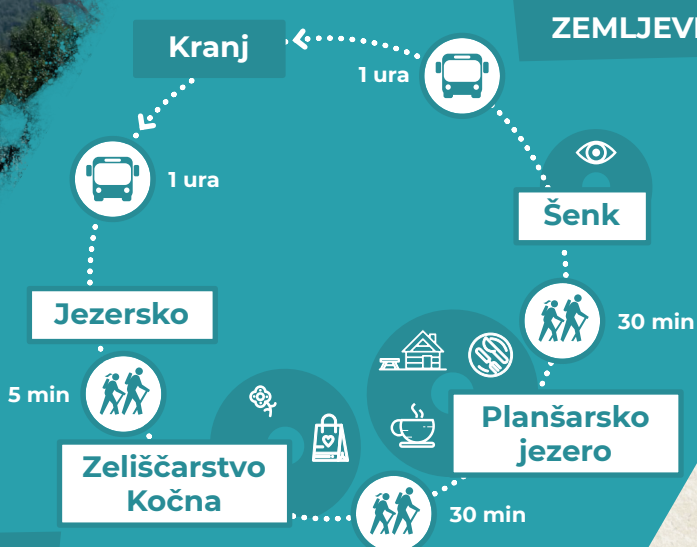 ZEMLJEV
Kranj
1 ura
1 ura
Šenk
Jezersko
30 min
5 min
Planšarsko
jezero
Zeliščarstvo
Kočna
30 min